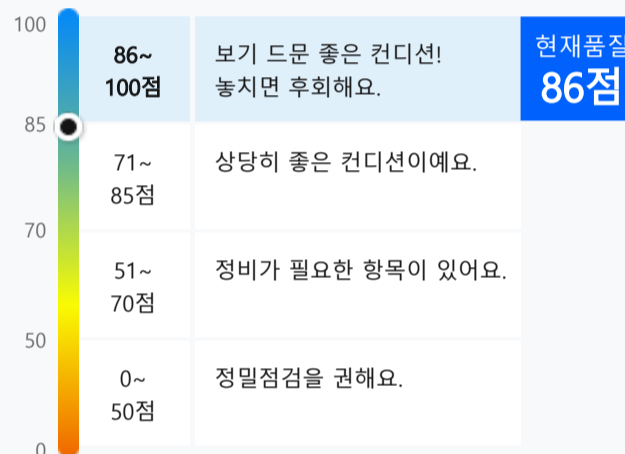 100
86~
100점
보기 드문 좋은 컨디션!
놓치면 후회해요.
현재품질
86점
85
71~
85점
상당히 좋은 컨디션이예요.
70
51~
70점
정비가 필요한 항목이 있어요.
50
0~
50점
정밀점검을 권해요.
0